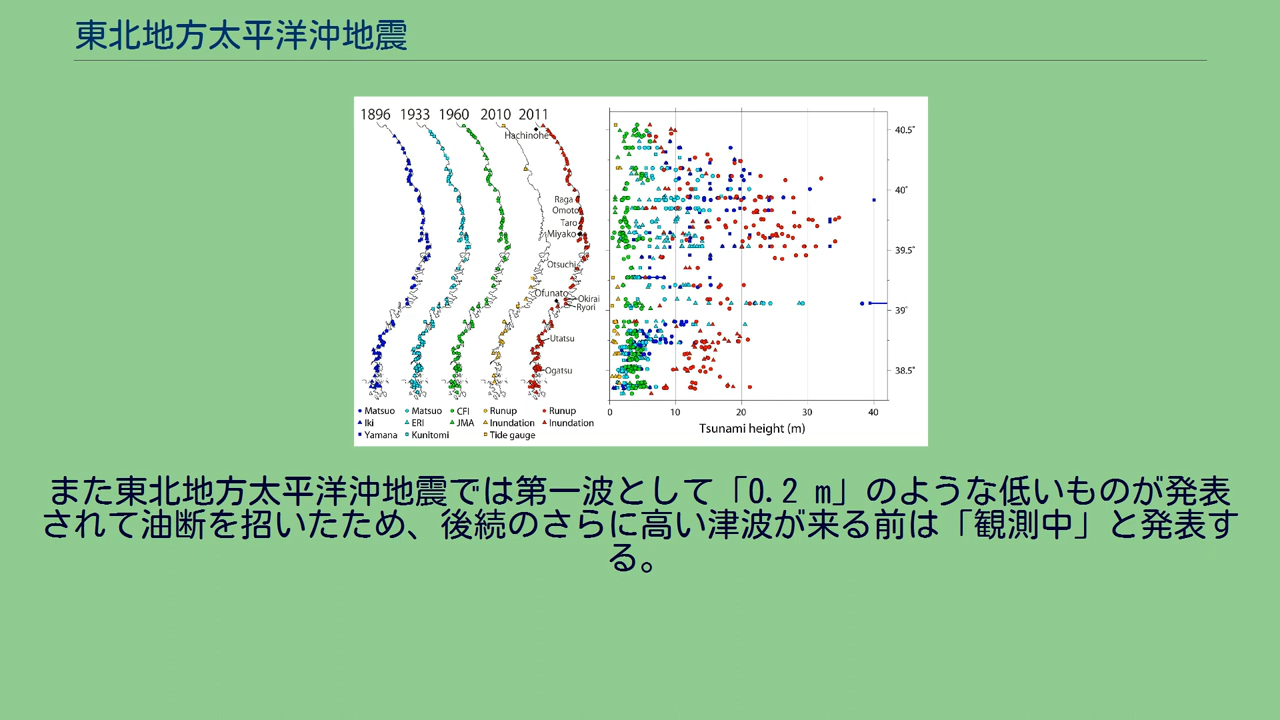 東北地方太平洋沖地震
1896 1933 1960 2010 2011
Hachinohe
Raga
Omoto
Taro
Miyako
Otsuchi
Ofunato
Okirai
Ryori
Utatsu
Ogatsu
Matsuo Matsuo CFI Runup Runup
Iki ERI JMA Inundation Inundation
Yamana Kunitomi Tide gauge
40.5°
40°
39.5°
39°
38.5°
0 10 20 30 40
Tsunami height (m)
また東北地方太平洋沖地震では第一波として「0.2 m」のような低いものが発表
されて油断を招いたため、後続のさらに高い津波が来る前は「観測中」と発表す
る。